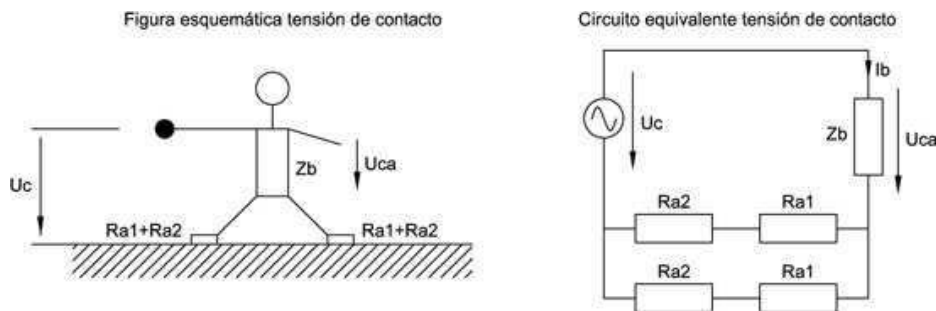 Figura esquemática tensión de contacto
Uc
Zb
Uca
Ra1+Ra2
Ra1+Ra2
Circuito equivalente tensión de contacto
Ib
Uc
Zb
Uca
Ra2
Ra1
Ra2
Ra1